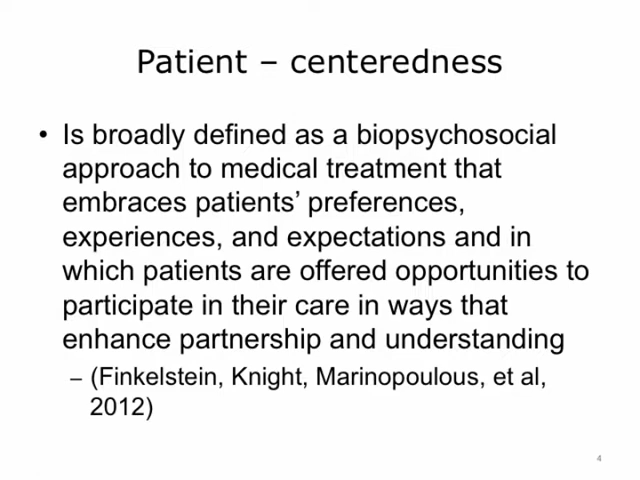 Patient – centeredness
• Is broadly defined as a biopsychosocial
approach to medical treatment that
embraces patients’ preferences,
experiences, and expectations and in
which patients are offered opportunities to
participate in their care in ways that
enhance partnership and understanding
– (Finkelstein, Knight, Marinopoulous, et al,
2012)
4